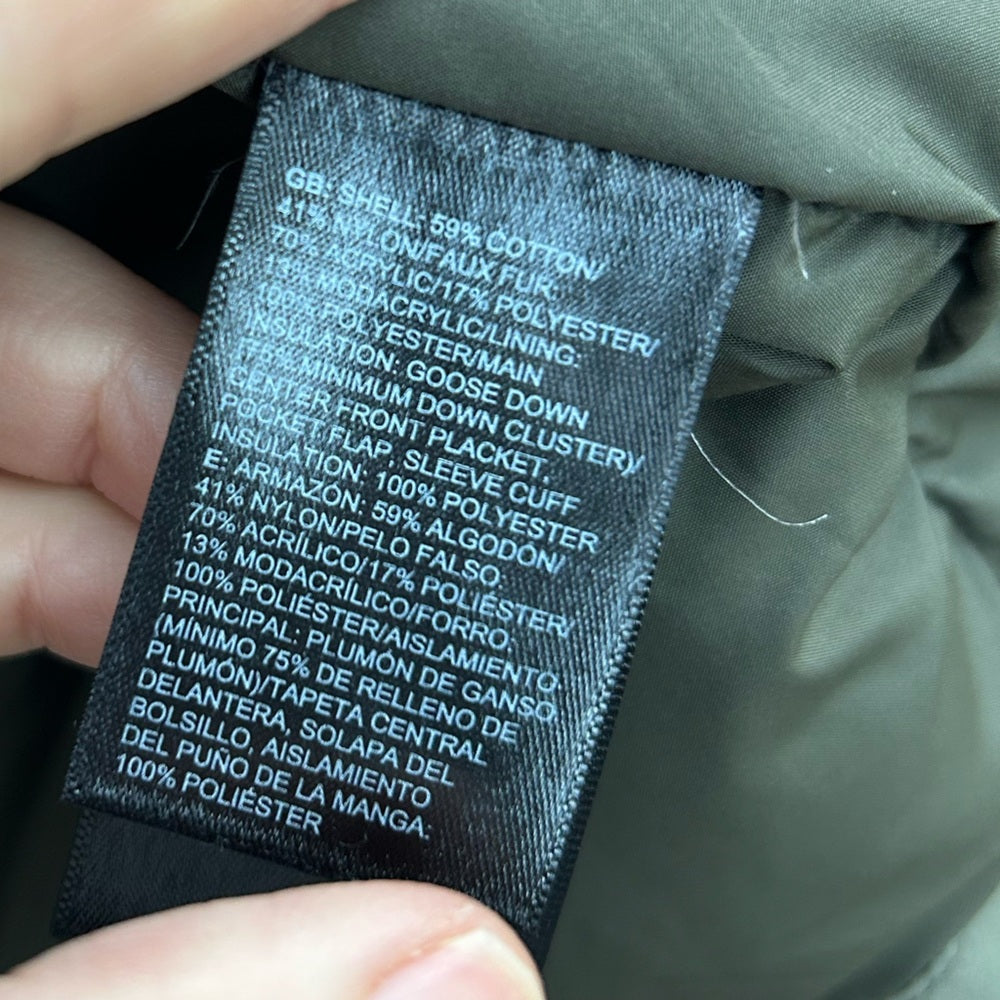 GB: SHELL: 59% COTTON/
41% NYLON/FAUX FUR:
70% ACRYLIC/17% POLYESTER/
13% MODACRYLIC/LINING:
100% POLYESTER/MAIN
INSULATION: GOOSE DOWN
(75% MINIMUM DOWN CLUSTER)/
CENTER FRONT PLACKET,
POCKET FLAP, SLEEVE CUFF
INSULATION: 100% POLYESTER
E: ARMAZÓN: 59% ALGODÓN/
41% NYLON/PELO FALSO:
70% ACRÍLICO/17% POLIÉSTER/
13% MODACRÍLICO/FORRO:
100% POLIÉSTER/AISLAMIENTO
PRINCIPAL: PLUMÓN DE GANSO
(MÍNIMO 75% DE RELLENO DE
PLUMÓN)/TAPETA CENTRAL
DELANTERA, SOLAPA DEL
BOLSILLO, AISLAMIENTO
DEL PUÑO DE LA MANGA:
100% POLIÉSTER